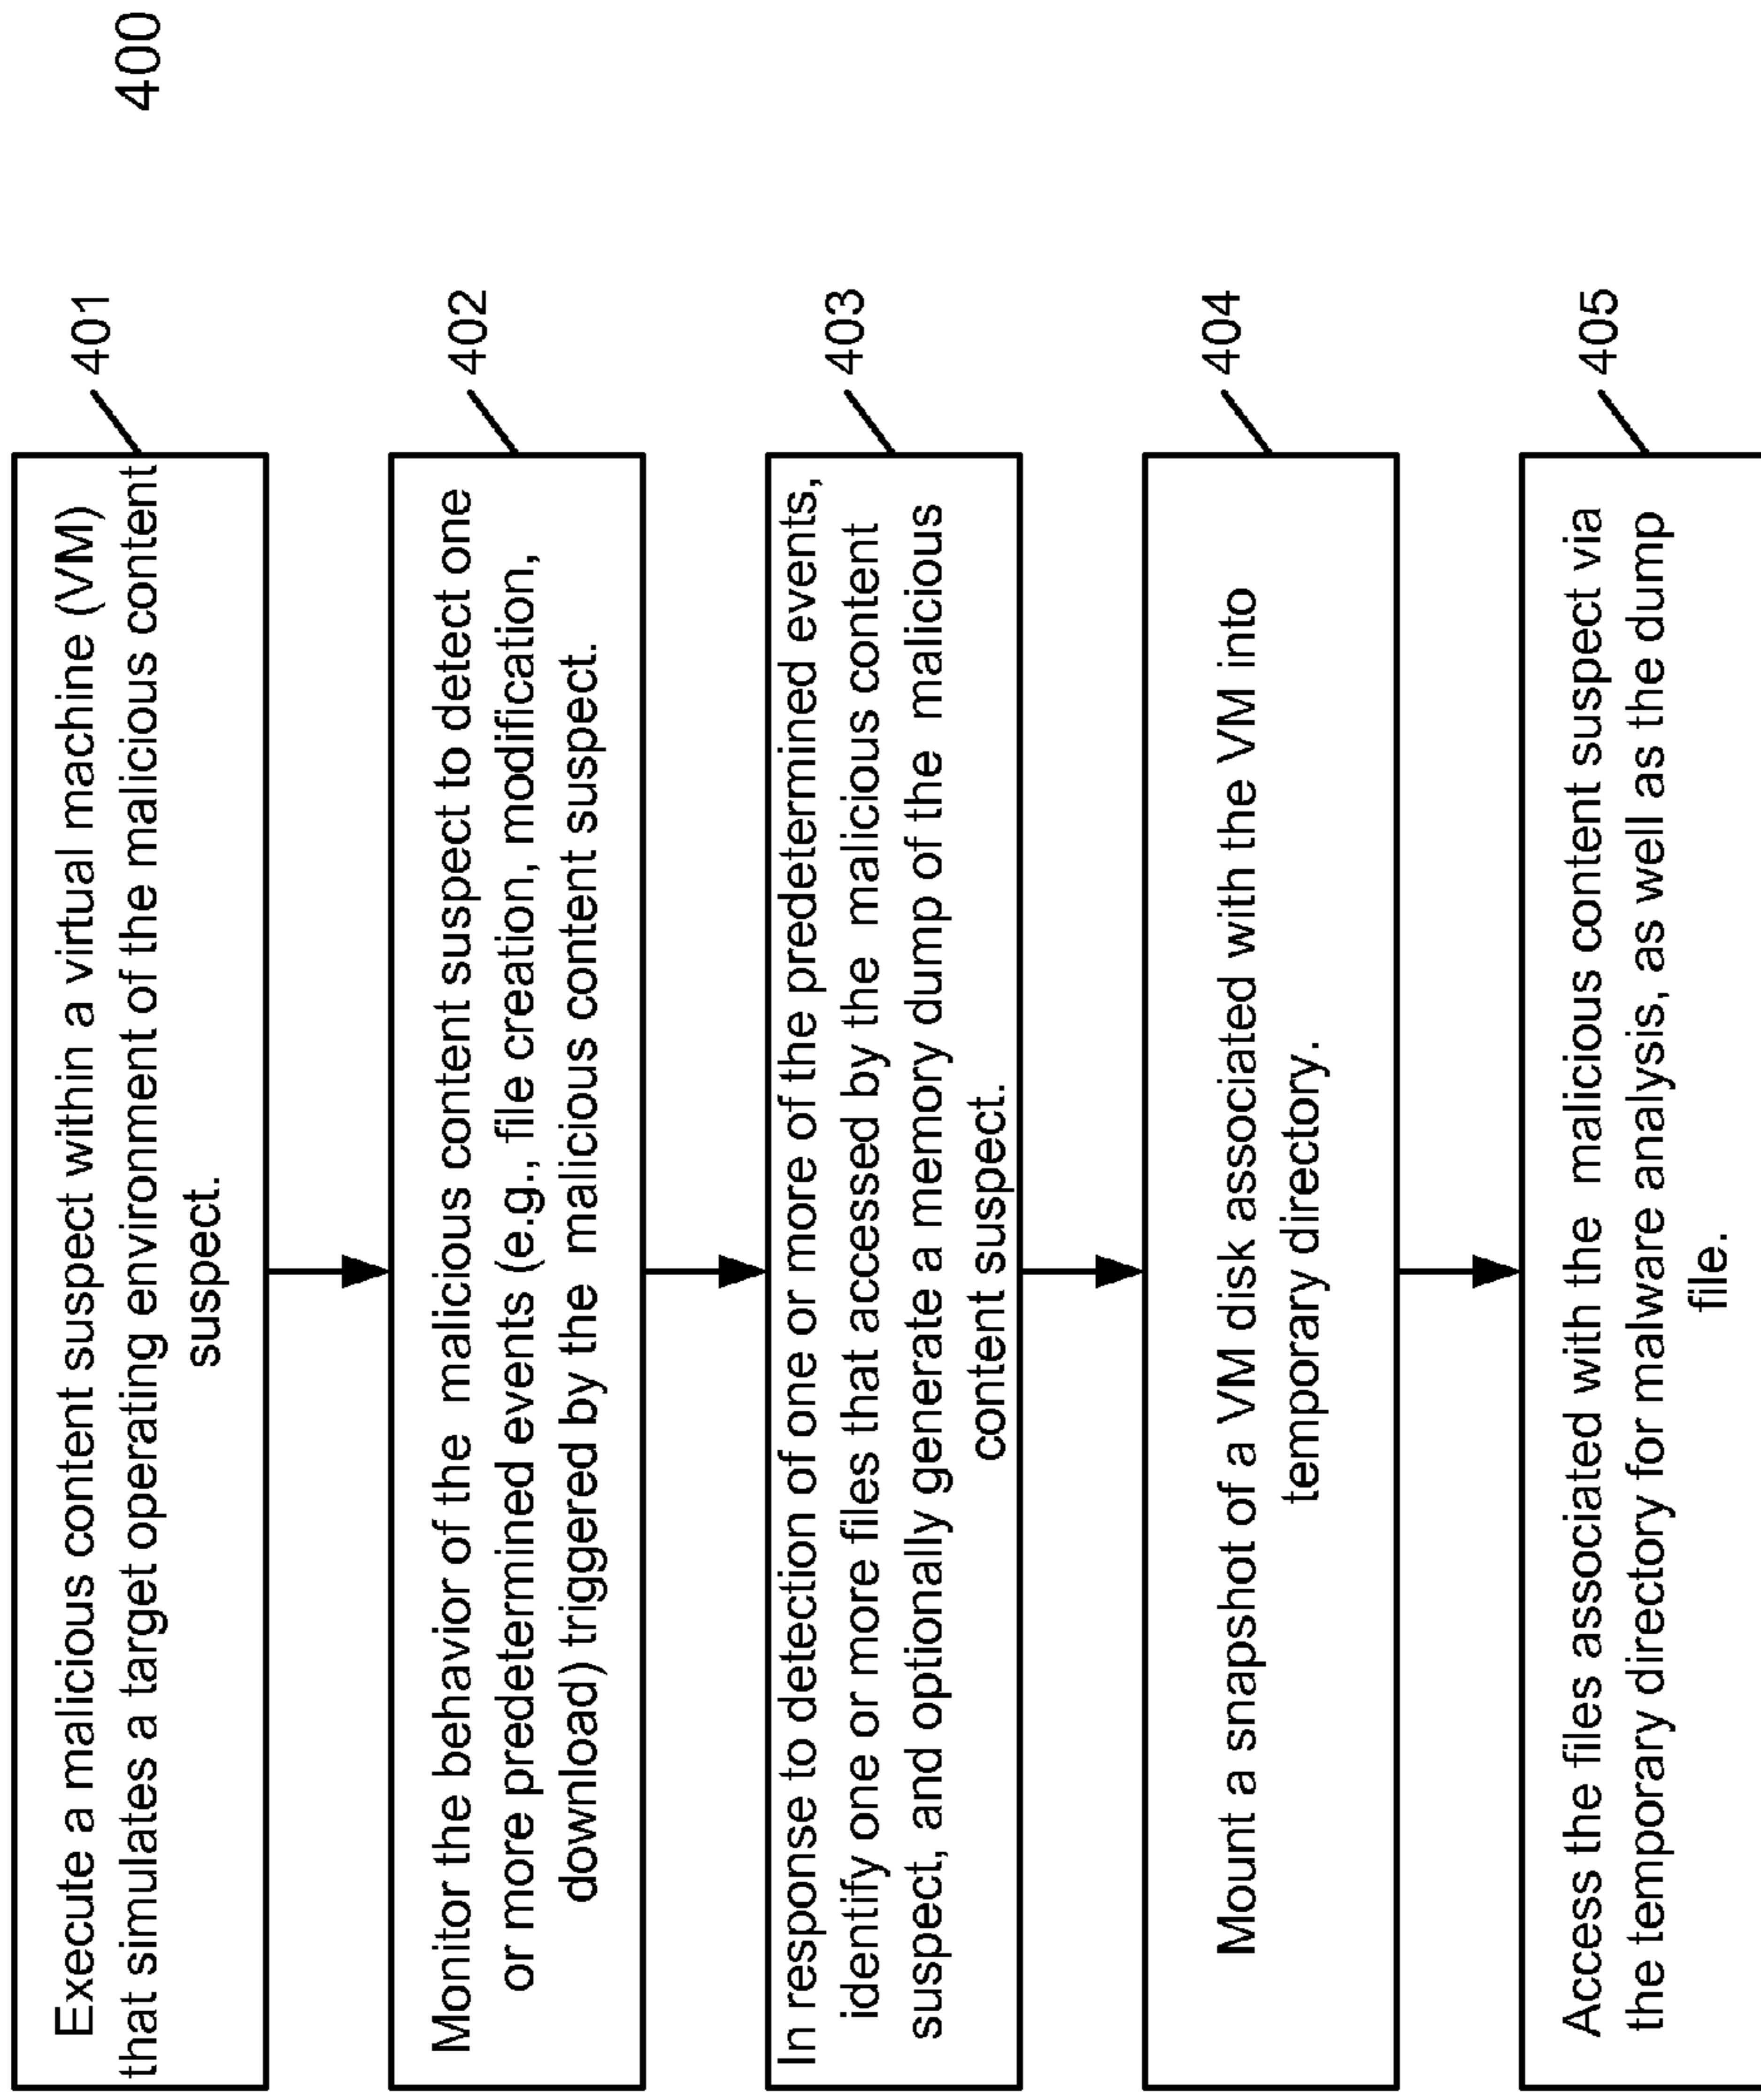 400
Execute a malicious content suspect within a virtual machine (VM)
that simulates a target operating environment of the malicious content
suspect.
401
Monitor the behavior of the malicious content suspect to detect one
or more predetermined events (e.g., file creation, modification,
download) triggered by the malicious content suspect.
402
In response to detection of one or more of the predetermined events,
identify one or more files that accessed by the malicious content
suspect, and optionally generate a memory dump of the malicious
content suspect.
403
Mount a snapshot of a VM disk associated with the VM into
temporary directory.
404
Access the files associated with the malicious content suspect via
the temporary directory for malware analysis, as well as the dump
file.
405